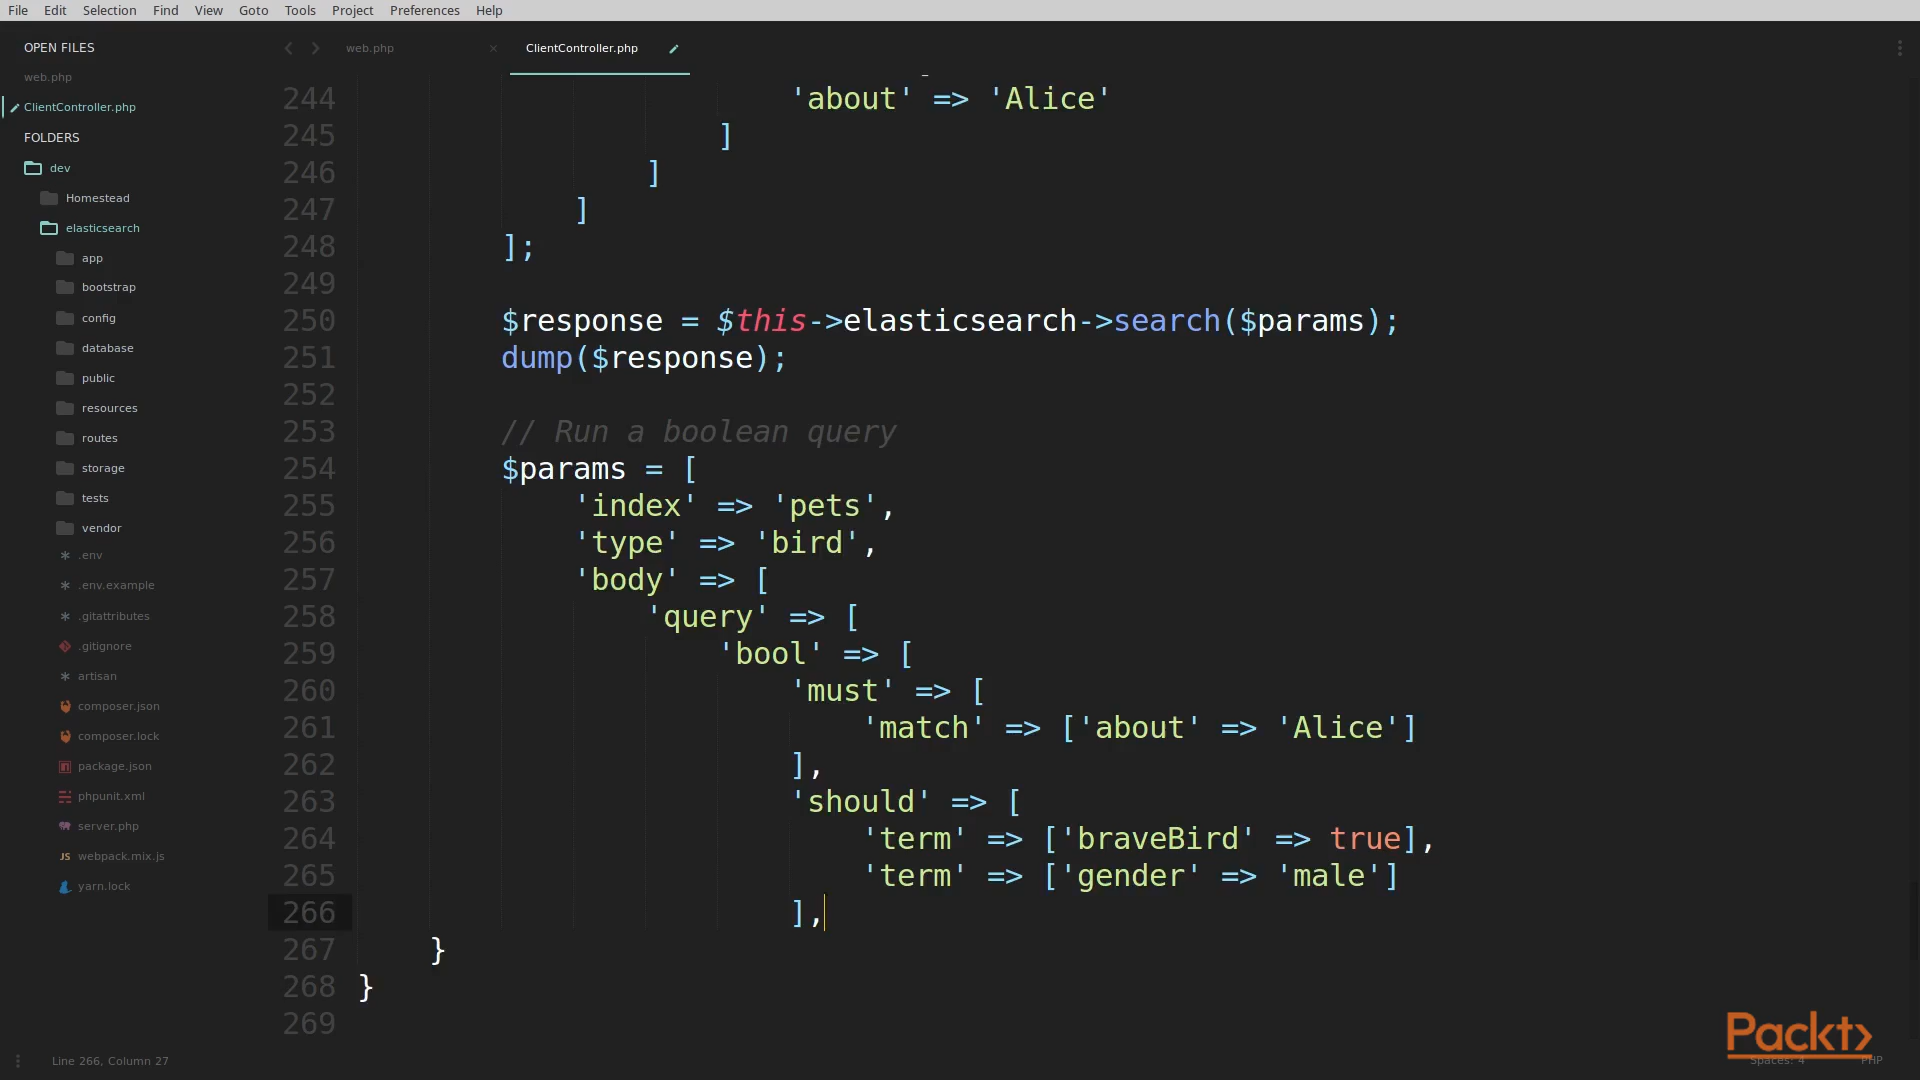 File Edit Selection Find View Goto Tools Project Preferences Help
OPEN FILES
web.php
ClientController.php
FOLDERS
dev
Homestead
elasticsearch
app
bootstrap
config
database
public
resources
routes
storage
tests
vendor
.env
.env.example
.gitattributes
.gitignore
artisan
composer.json
composer.lock
package.json
phpunit.xml
server.php
JS webpack.mix.js
yarn.lock
web.php × ClientController.php
244 'about' => 'Alice'
245 ]
246 ]
247 ]
248 ];
249
250 $response = $this->elasticsearch->search($params);
251 dump($response);
252
253 // Run a boolean query
254 $params = [
255 'index' => 'pets',
256 'type' => 'bird',
257 'body' => [
258 'query' => [
259 'bool' => [
260 'must' => [
261 'match' => ['about' => 'Alice']
262 ],
263 'should' => [
264 'term' => ['braveBird' => true],
265 'term' => ['gender' => 'male']
266 ],
267 }
268 }
269
Packt>
Line 266, Column 27 Spaces: 4 PHP